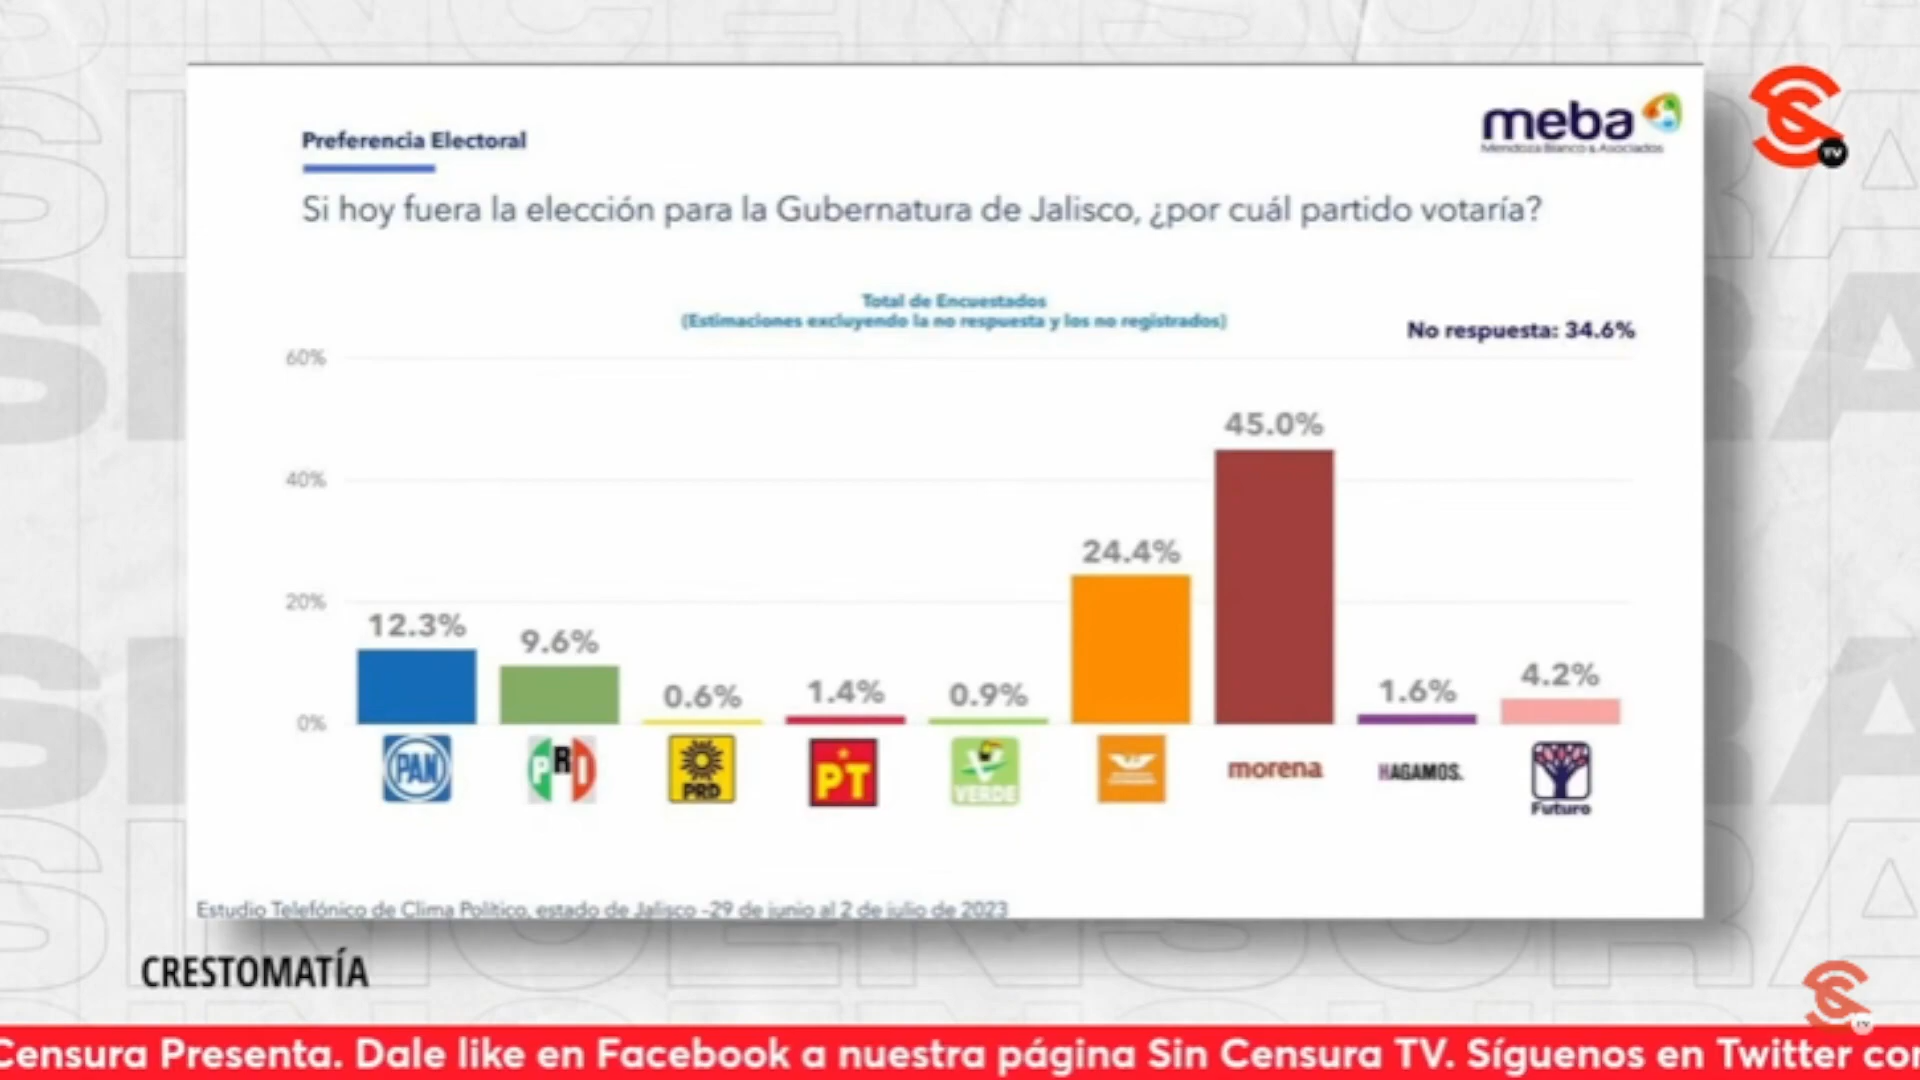 meba
Mendoza Blanco & Asociados
TV
Preferencia Electoral
Si hoy fuera la elección para la Gubernatura de Jalisco, ¿por cuál partido votaría?
Total de Encuestados
(Estimaciones excluyendo la no respuesta y los no registrados)
No respuesta: 34.6%
60%
40%
20%
0%
12.3%
9.6%
0.6%
1.4%
0.9%
24.4%
45.0%
1.6%
4.2%
PAN
PRI
PRD
PT
VERDE
morena
HAGAMOS.
Futuro
Estudio Telefónico de Clima Político, estado de Jalisco -29 de junio al 2 de julio de 2023
CRESTOMATÍA
TV
Censura Presenta. Dale like en Facebook a nuestra página Sin Censura TV. Síguenos en Twitter con